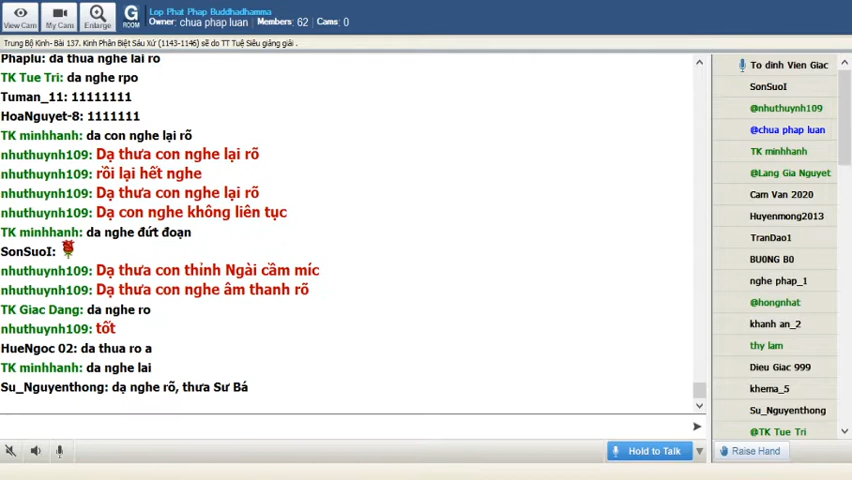 View Cam
My Cams
Enlarge
G
ROOM
Lop Phat Phap Buddhadhamma
Owner: chua phap luan Members: 62 Cams: 0
Trung Bộ Kinh- Bài 137. Kinh Phân Biệt Sáu Xứ (1143-1146) sẽ do TT Tuệ Siêu giảng giải .
Phaplu: da thua nghe lai ro
TK Tue Tri: da nghe rpo
Tuman_11: 11111111
HoaNguyet-8: 1111111
TK minhhanh: da con nghe lại rõ
nhuthuynh109: Dạ thưa con nghe lại rõ
nhuthuynh109: rồi lại hết nghe
nhuthuynh109: Dạ thưa con nghe lại rõ
nhuthuynh109: Dạ con nghe không liên tục
TK minhhanh: da nghe đứt đoạn
SonSuoI:
nhuthuynh109: Dạ thưa con thỉnh Ngài cầm míc
nhuthuynh109: Dạ thưa con nghe âm thanh rõ
TK Giac Dang: da nghe ro
nhuthuynh109: tốt
HueNgoc 02: da thua ro a
TK minhhanh: da nghe lai
Su_Nguyenthong: dạ nghe rõ, thưa Sư Bá
Hold to Talk
To dinh Vien Giac
SonSuoI
@nhuthuynh109
@chua phap luan
TK minhhanh
@Lang Gia Nguyet
Cam Van 2020
Huyenmong2013
TranDao1
BU0NG B0
nghe phap_1
@hongnhat
khanh an_2
thy lam
Dieu Giac 999
khema_5
Su_Nguyenthong
@TK Tue Tri
Raise Hand